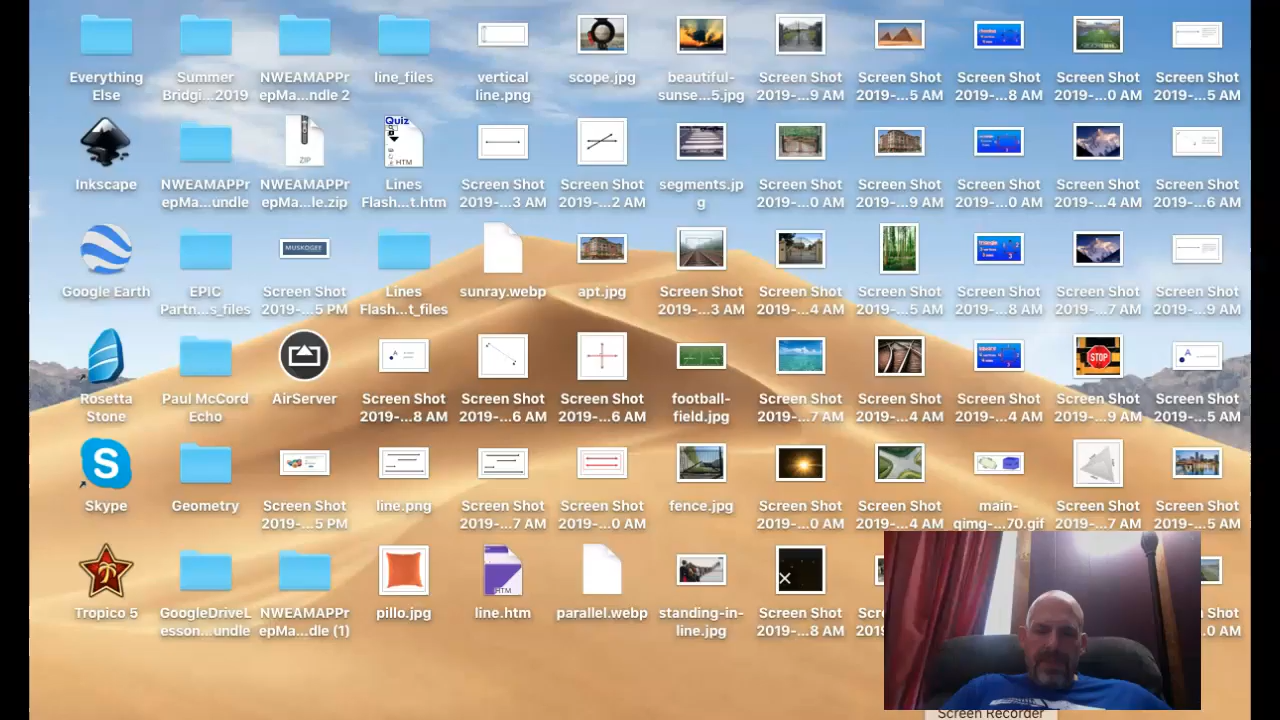 Everything
Else
Summer
Bridgi...2019
NWEAMAPPr
epMa...ndle 2
line_files
vertical
line.png
scope.jpg
beautiful-
sunse...5.jpg
Screen Shot
2019-...9 AM
Screen Shot
2019-...5 AM
Screen Shot
2019-...8 AM
Screen Shot
2019-...0 AM
Screen Shot
2019-...5 AM
Inkscape
NWEAMAPPr
epMa...undle
ZIP
NWEAMAPPr
epMa...le.zip
Quiz
HTM
Lines
Flash...t.htm
Screen Shot
2019-...3 AM
Screen Shot
2019-...2 AM
segments.jp
g
Screen Shot
2019-...0 AM
Screen Shot
2019-...9 AM
Screen Shot
2019-...0 AM
Screen Shot
2019-...4 AM
Screen Shot
2019-...6 AM
Google Earth
EPIC
Partn...s_files
MUSKOGEE
Screen Shot
2019-...5 PM
Lines
Flash...t_files
sunray.webp
apt.jpg
Screen Shot
2019-...3 AM
Screen Shot
2019-...4 AM
Screen Shot
2019-...5 AM
Screen Shot
2019-...8 AM
Screen Shot
2019-...7 AM
Screen Shot
2019-...9 AM
Rosetta
Stone
Paul McCord
Echo
AirServer
Screen Shot
2019-...8 AM
Screen Shot
2019-...6 AM
Screen Shot
2019-...6 AM
football-
field.jpg
Screen Shot
2019-...7 AM
Screen Shot
2019-...4 AM
Screen Shot
2019-...4 AM
STOP
Screen Shot
2019-...9 AM
A
Screen Shot
2019-...5 AM
S
Skype
Geometry
Screen Shot
2019-...5 PM
line.png
Screen Shot
2019-...7 AM
Screen Shot
2019-...0 AM
fence.jpg
Screen Shot
2019-...0 AM
Screen Shot
2019-...4 AM
main-
qimg-...70.gif
Screen Shot
2019-...7 AM
Screen Shot
2019-...5 AM
Tropico 5
GoogleDriveL
esson...undle
NWEAMAPPr
epMa...dle (1)
pillo.jpg
HTM
line.htm
parallel.webp
standing-in-
line.jpg
Screen Shot
2019-...8 AM
Screen Recorder